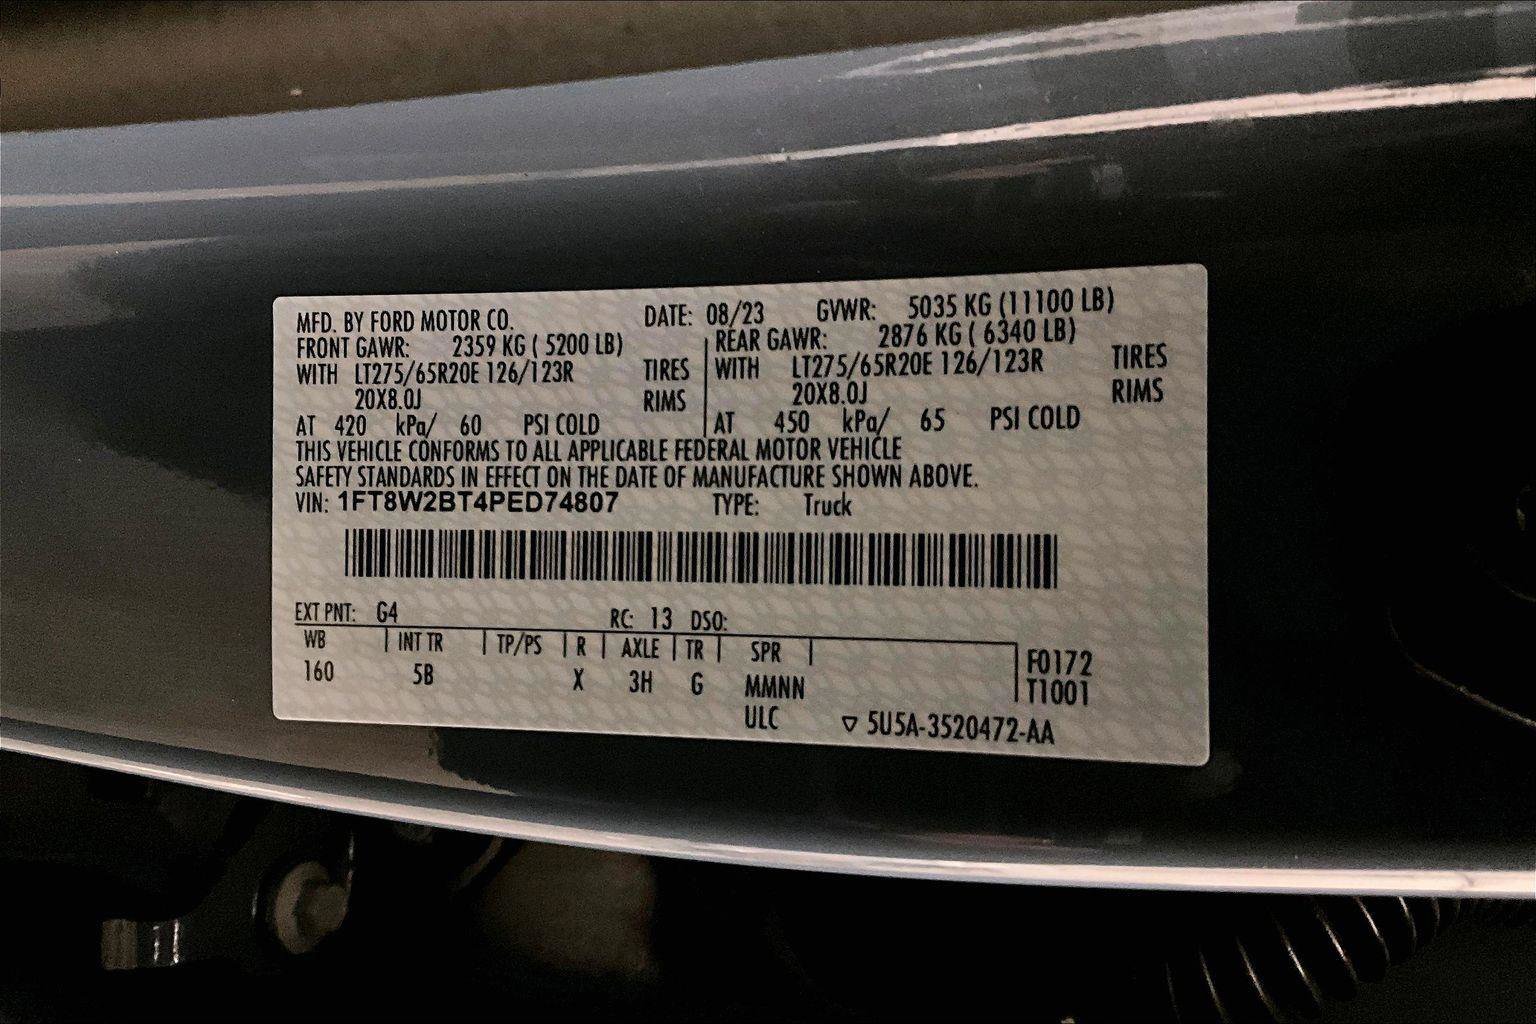 MFD. BY FORD MOTOR CO. DATE: 08/23 GVWR: 5035 KG (11100 LB)
FRONT GAWR: 2359 KG ( 5200 LB) REAR GAWR: 2876 KG ( 6340 LB)
WITH LT275/65R20E 126/123R TIRES WITH LT275/65R20E 126/123R TIRES
20X8.0J RIMS 20X8.0J RIMS
AT 420 kPa/ 60 PSI COLD AT 450 kPa/ 65 PSI COLD
THIS VEHICLE CONFORMS TO ALL APPLICABLE FEDERAL MOTOR VEHICLE
SAFETY STANDARDS IN EFFECT ON THE DATE OF MANUFACTURE SHOWN ABOVE.
VIN: 1FT8W2BT4PED74807 TYPE: Truck
EXT PNT: G4 RC: 13 DSO:
WB INT TR TP/PS R AXLE TR SPR F0172
160 5B X 3H G MMNN T1001
ULC ▽ 5U5A-3520472-AA